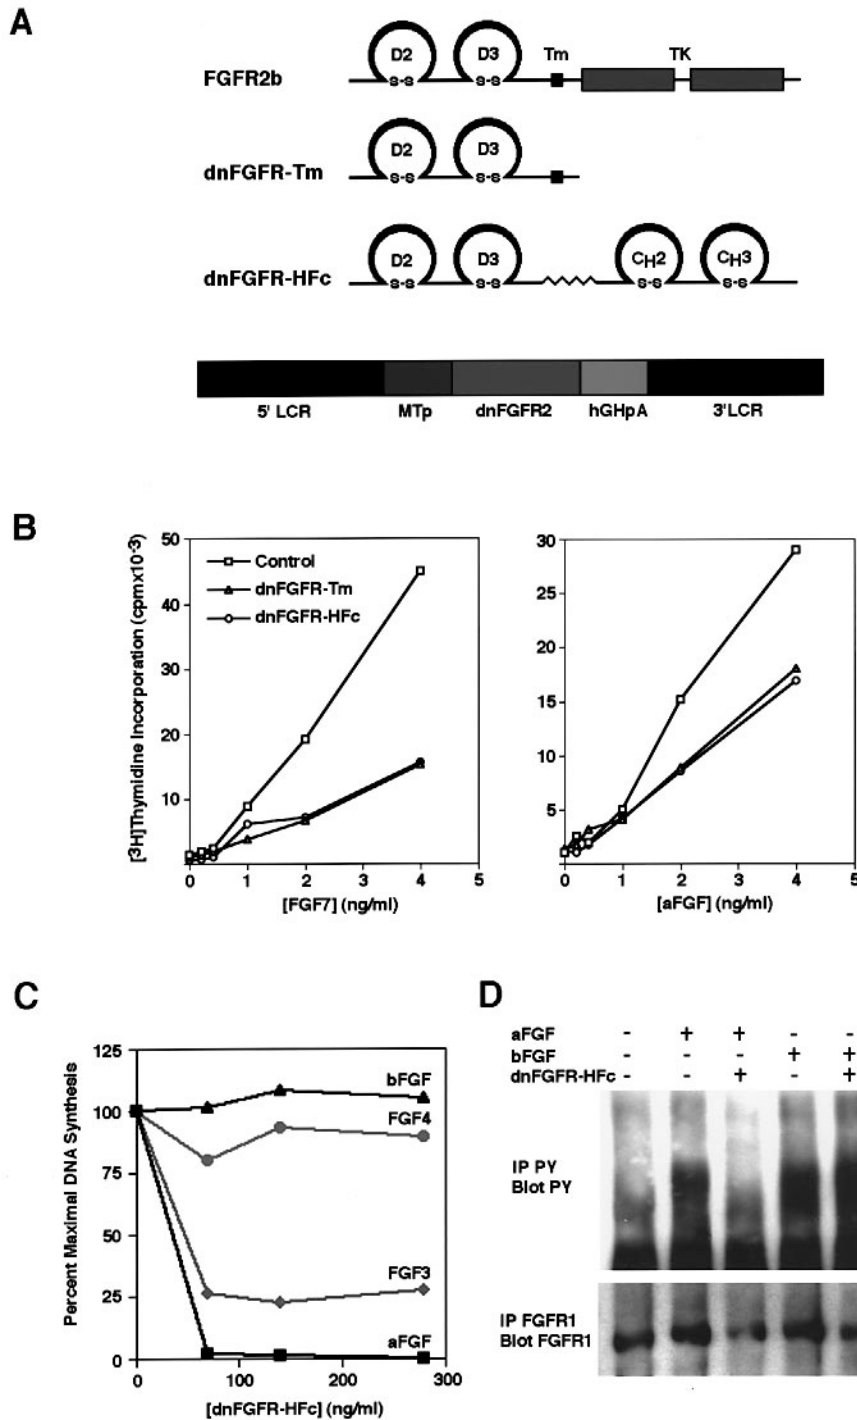 A
FGFR2b
D2 D3 Tm TK
S-S S-S
dnFGFR-Tm
D2 D3
S-S S-S
dnFGFR-HFc
D2 D3 CH2 CH3
S-S S-S S-S S-S
5' LCR MTp dnFGFR2 hGHpA 3'LCR
B
[3H]Thymidine Incorporation (cpmx10-3)
50
40
30
20
10
Control
dnFGFR-Tm
dnFGFR-HFc
0 1 2 3 4 5
[FGF7] (ng/ml)
30
25
20
15
10
5
0 1 2 3 4 5
[aFGF] (ng/ml)
C
Percent Maximal DNA Synthesis
125
100
75
50
25
0
bFGF
FGF4
FGF3
aFGF
0 100 200 300
[dnFGFR-HFc] (ng/ml)
D
aFGF - + + - -
bFGF - - - + +
dnFGFR-HFc - - + - +
IP PY
Blot PY
IP FGFR1
Blot FGFR1